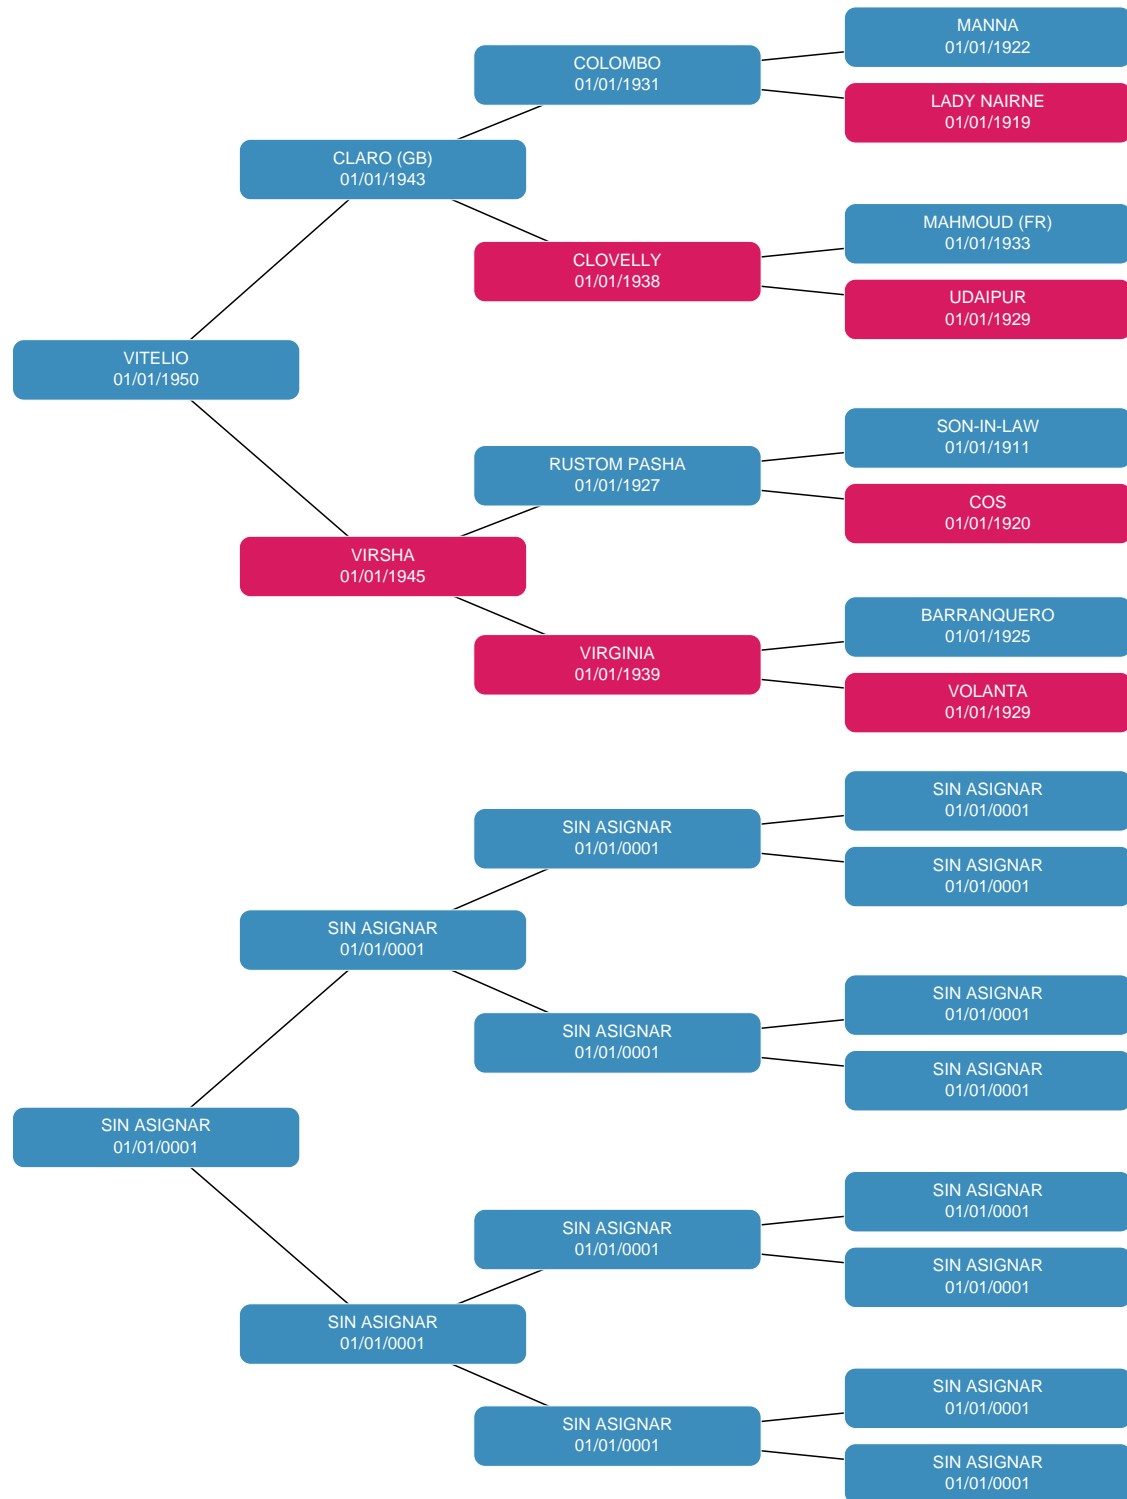 MANNA
01/01/1922
COLOMBO
01/01/1931
LADY NAIRNE
01/01/1919
CLARO (GB)
01/01/1943
MAHMOUD (FR)
01/01/1933
CLOVELLY
01/01/1938
UDAIPUR
01/01/1929
VITELIO
01/01/1950
SON-IN-LAW
01/01/1911
RUSTOM PASHA
01/01/1927
COS
01/01/1920
VIRSHA
01/01/1945
BARRANQUERO
01/01/1925
VIRGINIA
01/01/1939
VOLANTA
01/01/1929
SIN ASIGNAR
01/01/0001
SIN ASIGNAR
01/01/0001
SIN ASIGNAR
01/01/0001
SIN ASIGNAR
01/01/0001
SIN ASIGNAR
01/01/0001
SIN ASIGNAR
01/01/0001
SIN ASIGNAR
01/01/0001
SIN ASIGNAR
01/01/0001
SIN ASIGNAR
01/01/0001
SIN ASIGNAR
01/01/0001
SIN ASIGNAR
01/01/0001
SIN ASIGNAR
01/01/0001
SIN ASIGNAR
01/01/0001
SIN ASIGNAR
01/01/0001
SIN ASIGNAR
01/01/0001